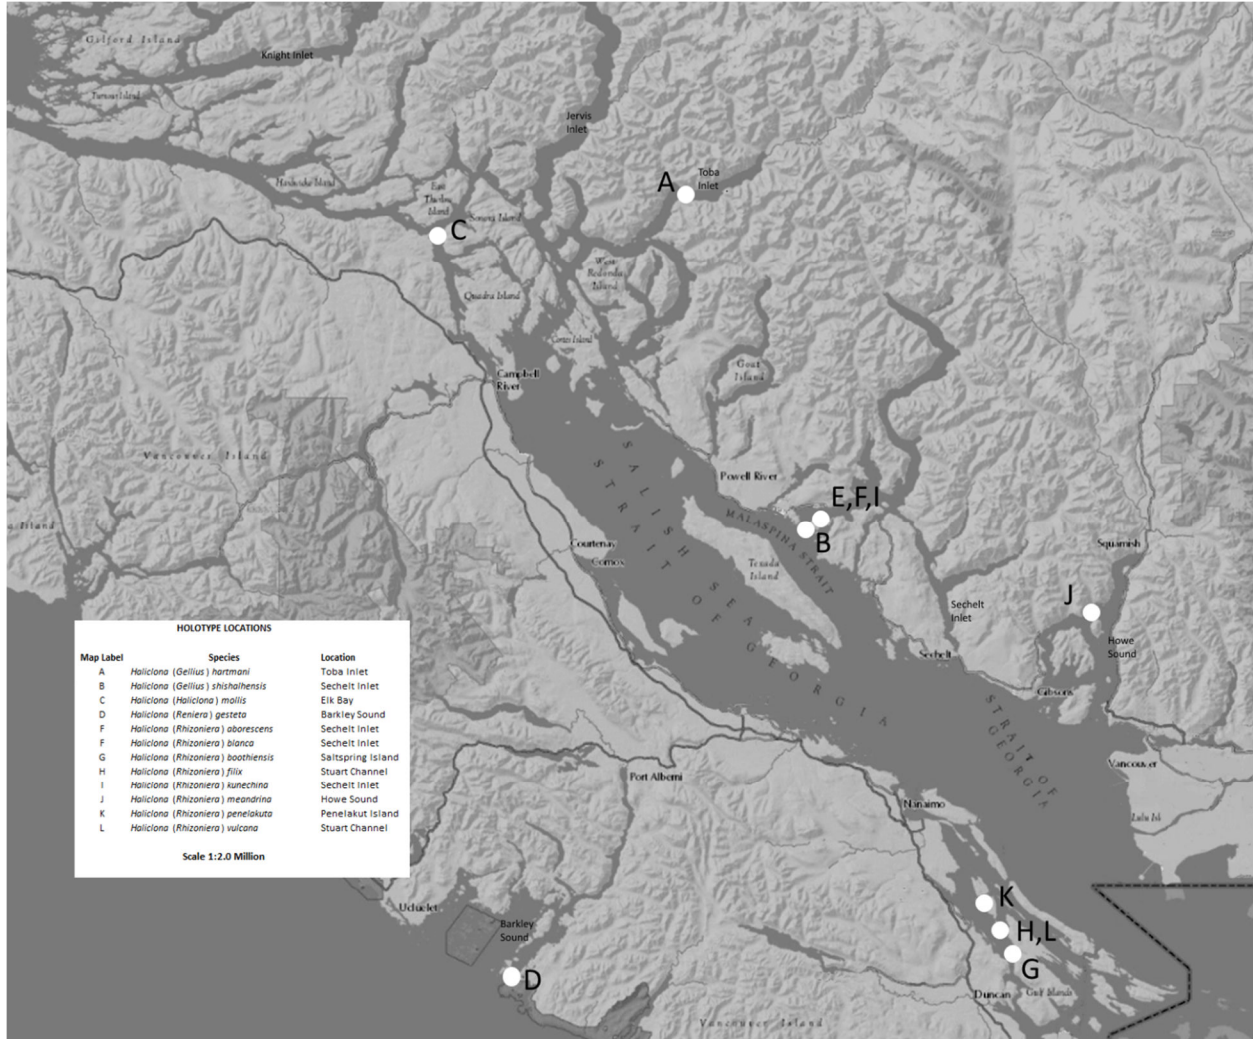 Gilford Island
Knight Inlet
Turnour Island
Jervis
Inlet
Hardwicke Island
East
Thurlow
Island
Sonora Island
Toba
Inlet
A
C
West
Redonda
Island
Quadra Island
Cortes Island
Campbell
River
Goat
Island
Vancouver Island
Powell River
E,F,I
B
SALISH SEA
STRAIT OF GEORGIA
MALASPINA STRAIT
Texada
Island
Courtenay
Comox
Squamish
J
Sechelt
Inlet
Howe
Sound
Sechelt
Gibsons
STRAIT OF
GEORGIA
Vancouver
Lulu Isl
HOLOTYPE LOCATIONS
Map Label Species Location
A Haliclona (Gellius) hartmani Toba Inlet
B Haliclona (Gellius) shishalhensis Sechelt Inlet
C Haliclona (Haliclona) mollis Elk Bay
D Haliclona (Reniera) gesteta Barkley Sound
F Haliclona (Rhizoniera) aborescens Sechelt Inlet
F Haliclona (Rhizoniera) blanca Sechelt Inlet
G Haliclona (Rhizoniera) boothiensis Saltspring Island
H Haliclona (Rhizoniera) filix Stuart Channel
I Haliclona (Rhizoniera) kunechina Sechelt Inlet
J Haliclona (Rhizoniera) meandrina Howe Sound
K Haliclona (Rhizoniera) penelakuta Penelakut Island
L Haliclona (Rhizoniera) vulcana Stuart Channel
Scale 1:2.0 Million
Port Alberni
Nanaimo
Ucluelet
Barkley
Sound
D
K
H,L
G
Duncan
Gulf Islands
Vancouver Island